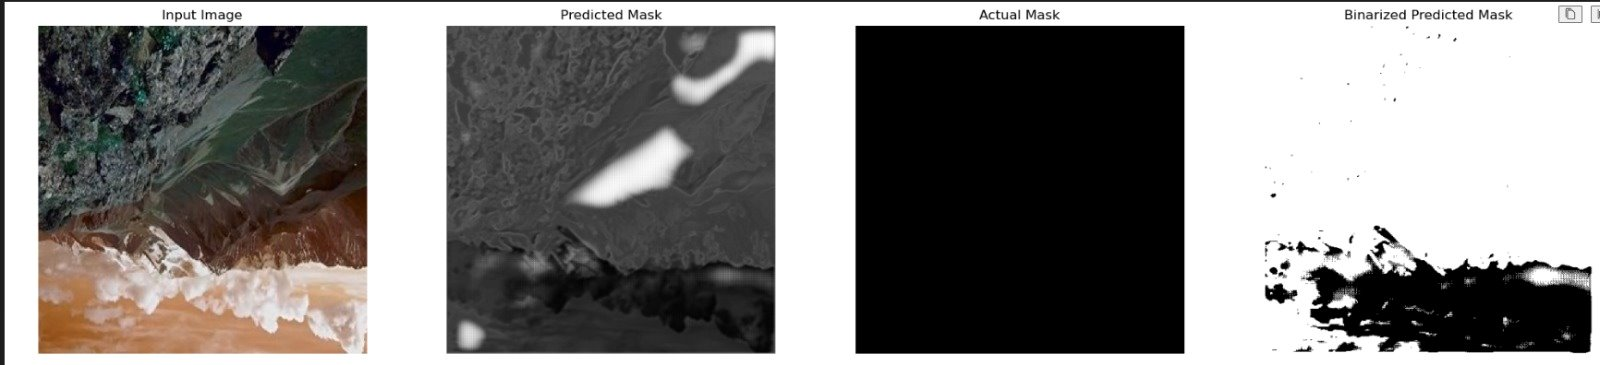 Input Image
Predicted Mask
Actual Mask
Binarized Predicted Mask